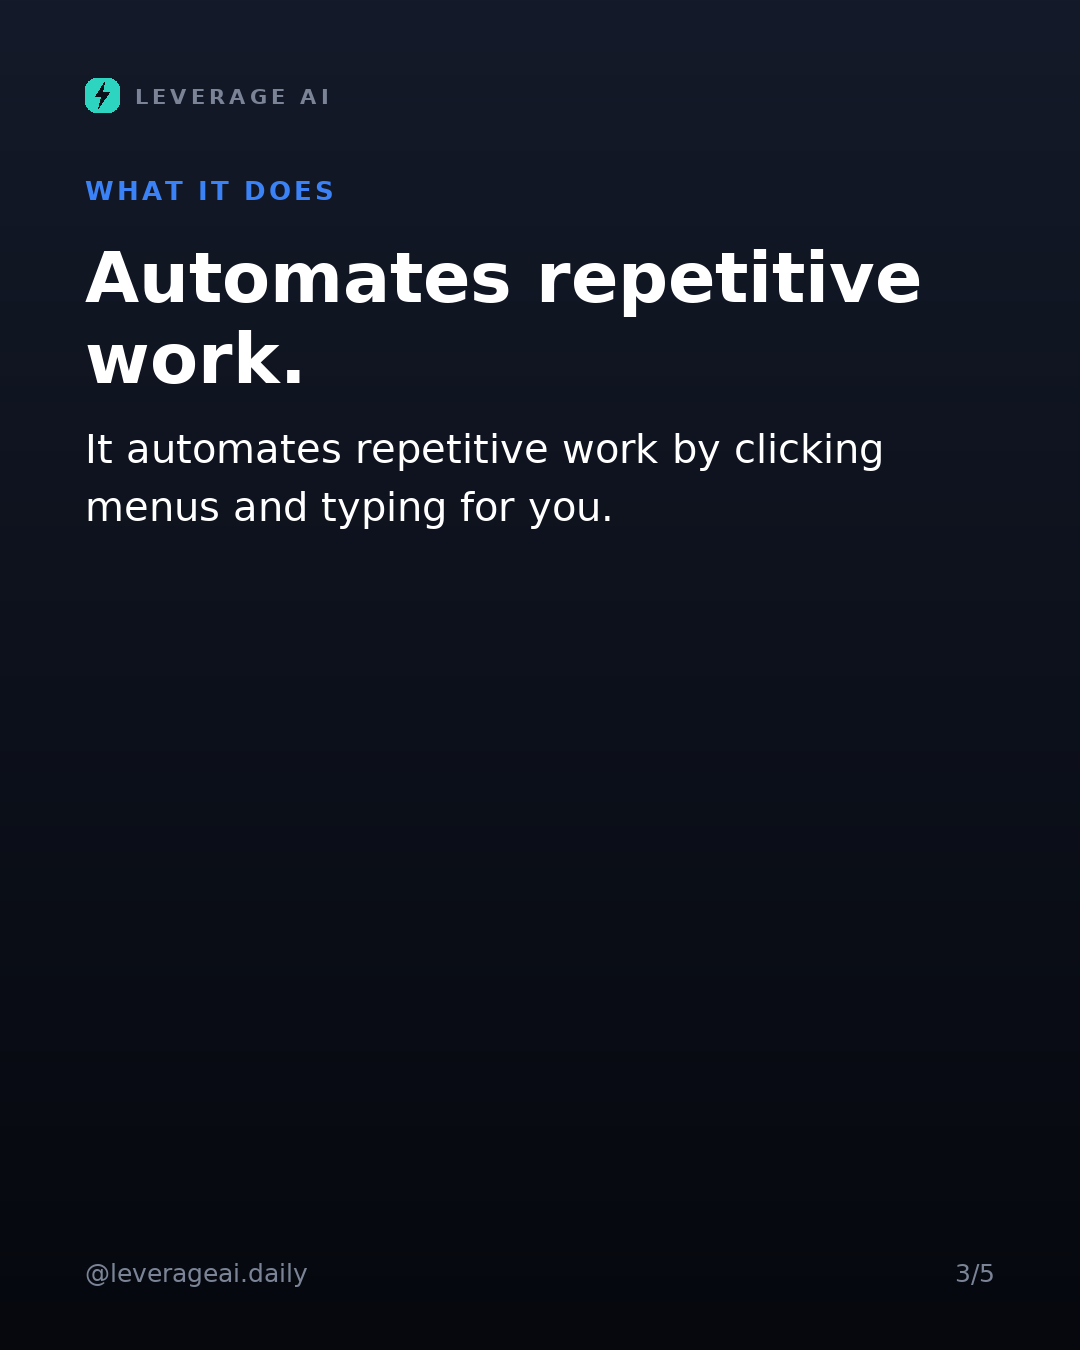 LEVERAGE AI
WHAT IT DOES
Automates repetitive
work.
It automates repetitive work by clicking
menus and typing for you.
@leverageai.daily
3/5